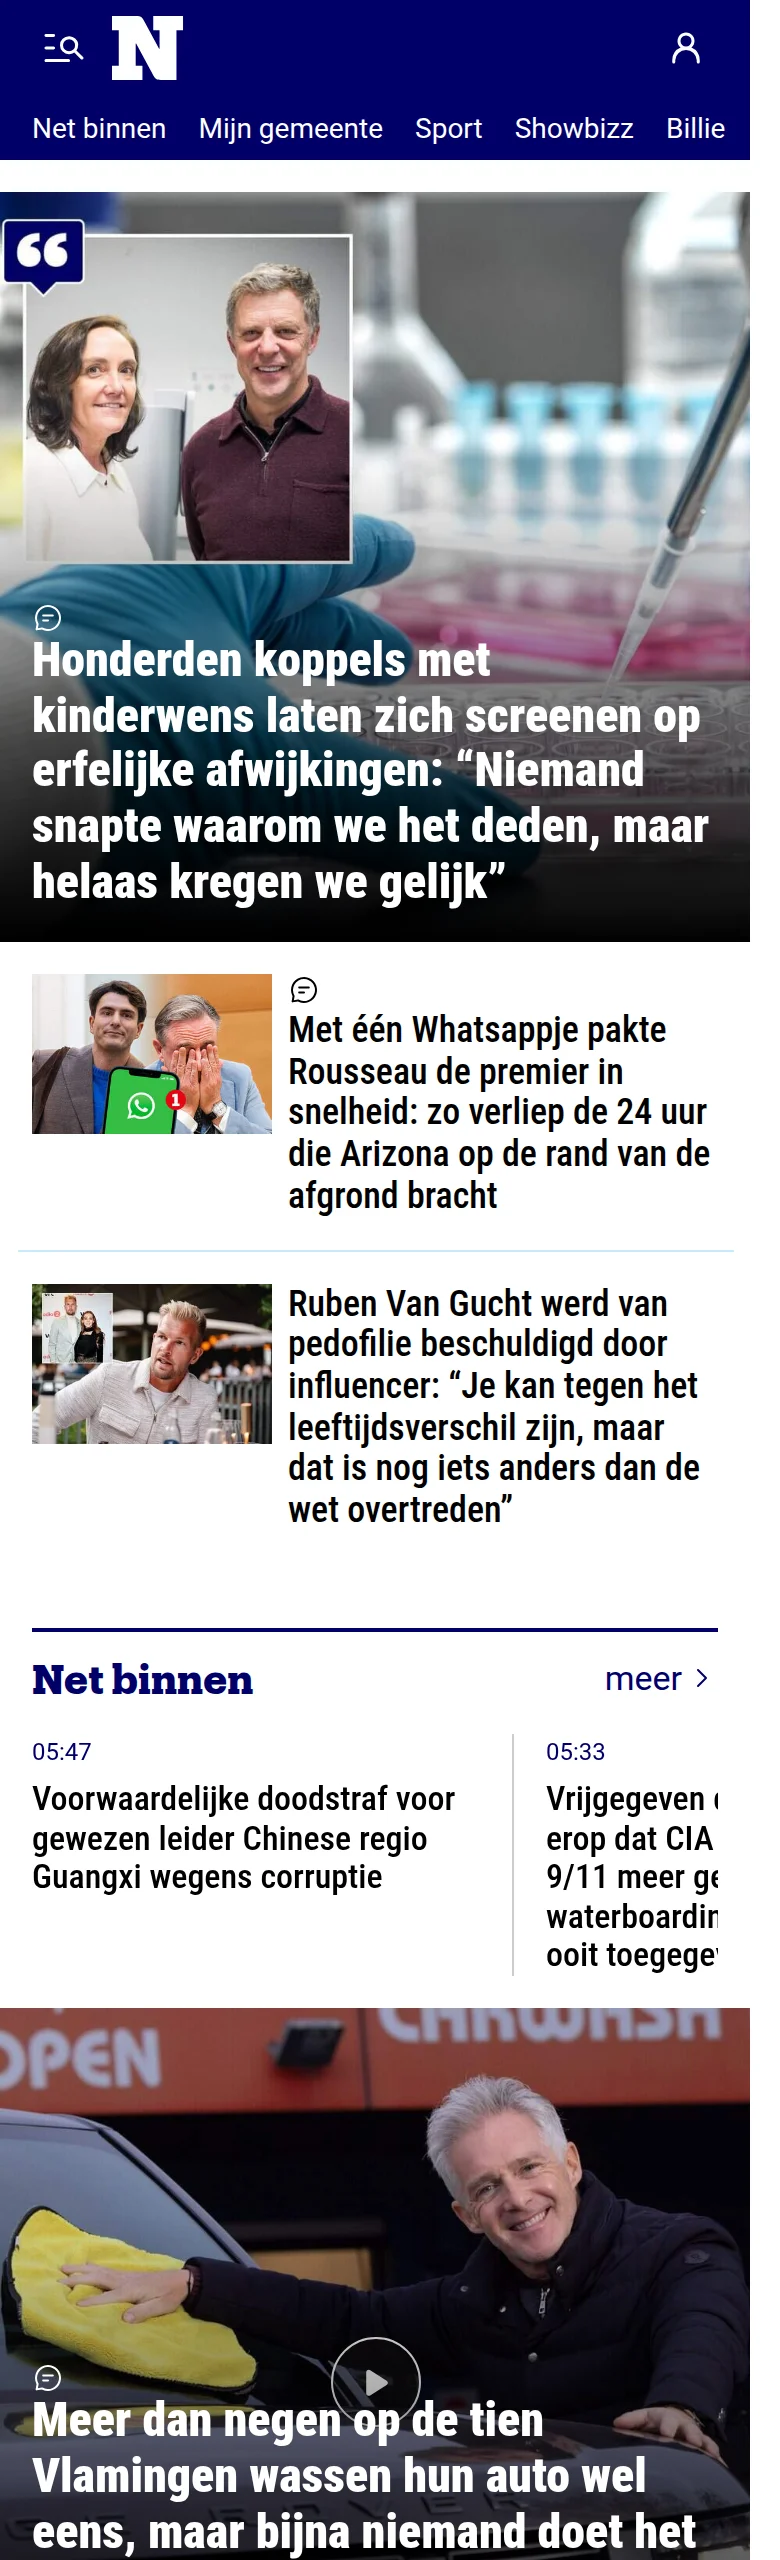 N
Net binnen Mijn gemeente Sport Showbizz Billie
Honderden koppels met
kinderwens laten zich screenen op
erfelijke afwijkingen: “Niemand
snapte waarom we het deden, maar
helaas kregen we gelijk”
1
Met één Whatsappje pakte
Rousseau de premier in
snelheid: zo verliep de 24 uur
die Arizona op de rand van de
afgrond bracht
Ruben Van Gucht werd van
pedofilie beschuldigd door
influencer: “Je kan tegen het
leeftijdsverschil zijn, maar
dat is nog iets anders dan de
wet overtreden”
Net binnen meer
05:47
Voorwaardelijke doodstraf voor
gewezen leider Chinese regio
Guangxi wegens corruptie
05:33
Vrijgegeven
erop dat CIA
9/11 meer
ooit
OPEN
CARWASH
Meer dan negen op de tien
Vlamingen wassen hun auto wel
eens, maar bijna niemand doet het